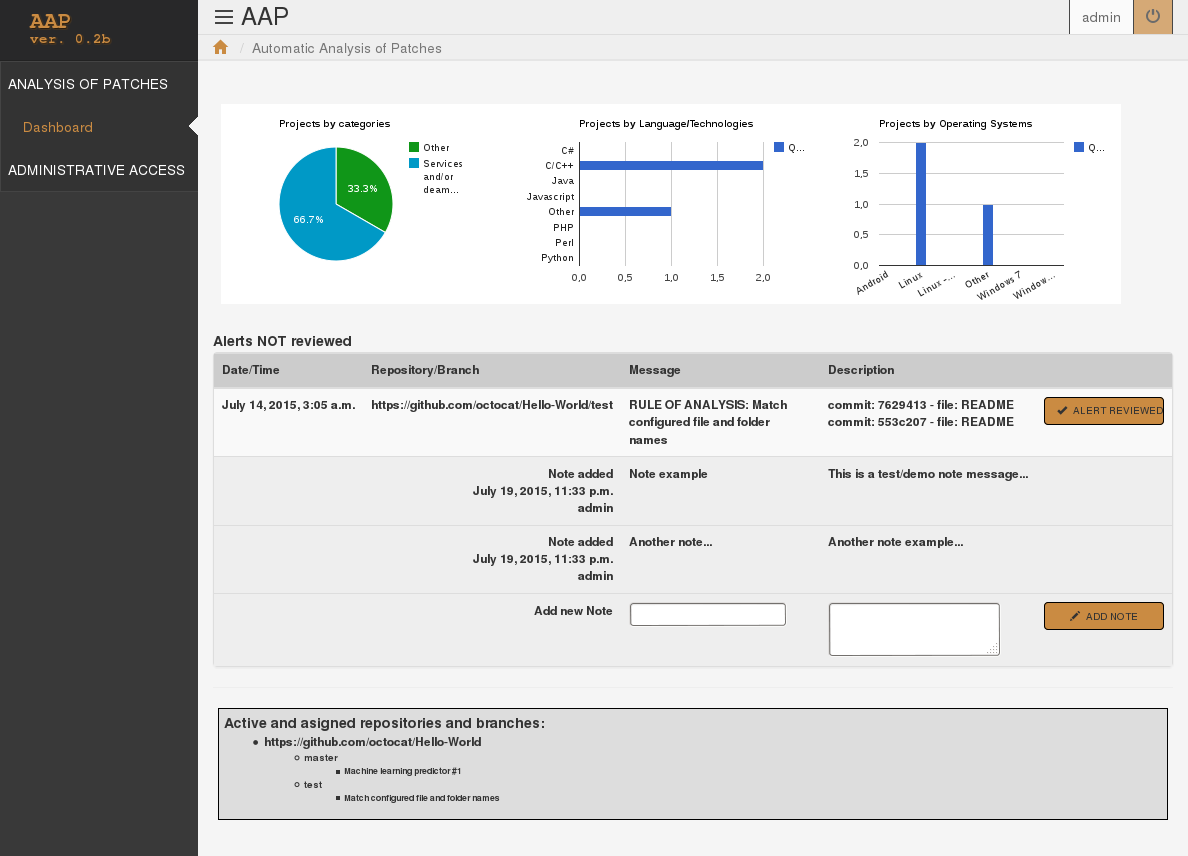 AAP
ver. 0.2b
ANALYSIS OF PATCHES
Dashboard
ADMINISTRATIVE ACCESS
AAP
admin
/ Automatic Analysis of Patches
Projects by categories
Other
Services
and/or
deam...
33.3%
66.7%
Projects by Language/Technologies
C#
C/C++
Java
Javascript
Other
PHP
Perl
Python
0,0 0,5 1,0 1,5 2,0
Q...
Projects by Operating Systems
2,0
1,5
1,0
0,5
0,0
Android Linux Linux -... Other Windows 7 Window...
Q...
Alerts NOT reviewed
Date/Time Repository/Branch Message Description
July 14, 2015, 3:05 a.m. https://github.com/octocat/Hello-World/test RULE OF ANALYSIS: Match commit: 7629413 - file: README ALERT REVIEWED
configured file and folder commit: 553c207 - file: README
names
Note added Note example This is a test/demo note message...
July 19, 2015, 11:33 p.m.
admin
Note added Another note... Another note example...
July 19, 2015, 11:33 p.m.
admin
Add new Note ADD NOTE
Active and asigned repositories and branches:
https://github.com/octocat/Hello-World
master
Machine learning predictor #1
test
Match configured file and folder names